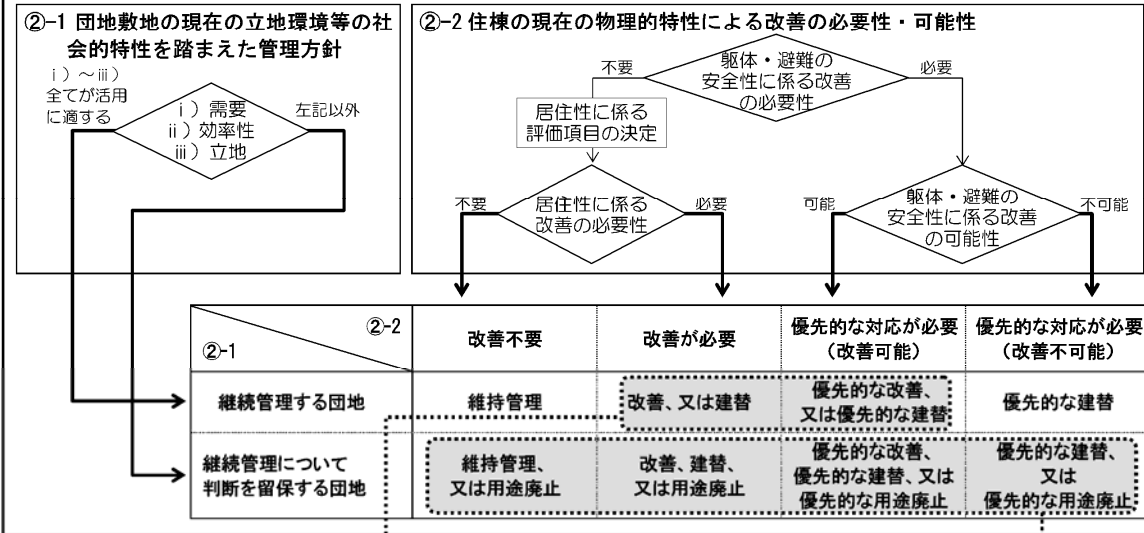 ②-1 団地敷地の現在の立地環境等の社
会的特性を踏まえた管理方針
ⅰ）～ⅲ）
全てが活用
に適する
ⅰ）需要
ⅱ）効率性
ⅲ）立地
左記以外
②-2 住棟の現在の物理的特性による改善の必要性・可能性
不要
躯体・避難の
安全性に係る改善
の必要性
必要
居住性に係る
評価項目の決定
不要
居住性に係る
改善の必要性
必要
可能
躯体・避難の
安全性に係る改善
の可能性
不可能
②-2
②-1
改善不要
改善が必要
優先的な対応が必要
（改善可能）
優先的な対応が必要
（改善不可能）
継続管理する団地
維持管理
改善、又は建替
優先的な改善、
又は優先的な建替
優先的な建替
継続管理について
判断を留保する団地
維持管理、
又は用途廃止
改善、建替、
又は用途廃止
優先的な改善、
優先的な建替、又は
優先的な用途廃止
優先的な建替、
又は
優先的な用途廃止